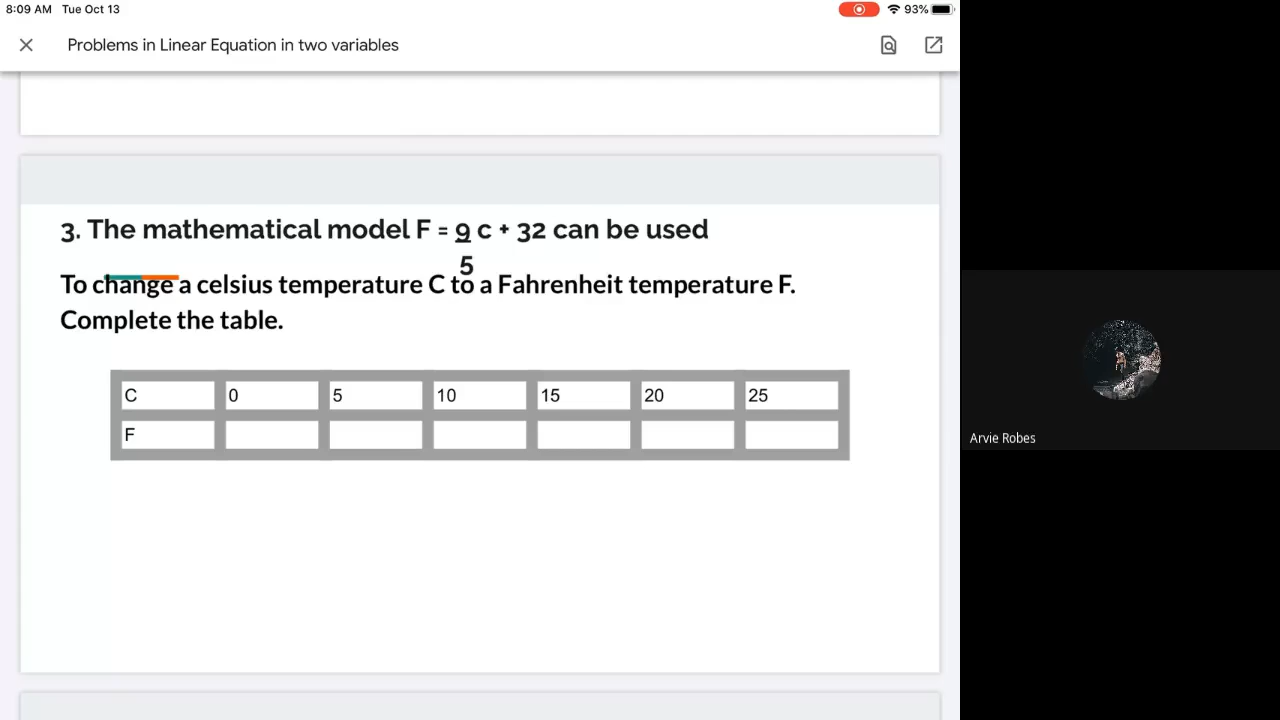 8:09 AM Tue Oct 13
93%
Problems in Linear Equation in two variables
3. The mathematical model F = 9 c + 32 can be used
5
To change a celsius temperature C to a Fahrenheit temperature F.
Complete the table.
C 0 5 10 15 20 25
F
Arvie Robes